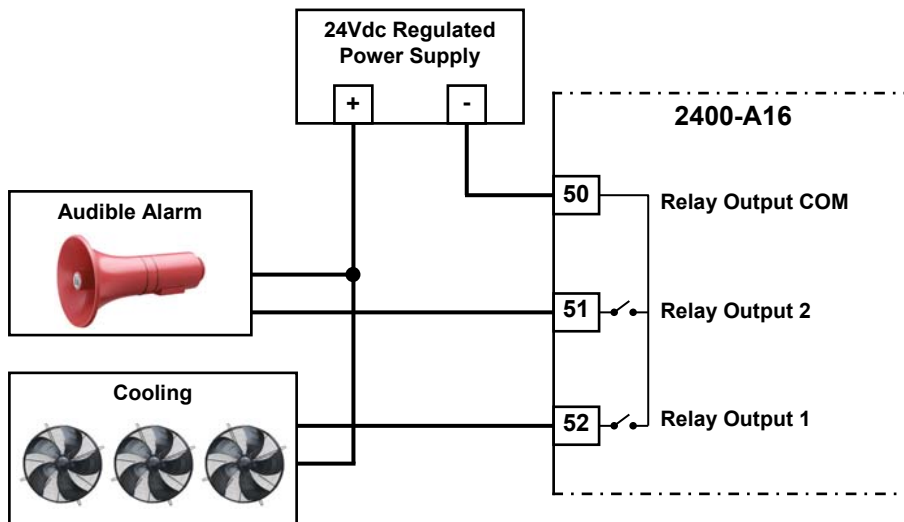 24Vdc Regulated
Power Supply
+
-
2400-A16
50
Relay Output COM
Audible Alarm
51
Relay Output 2
Cooling
52
Relay Output 1